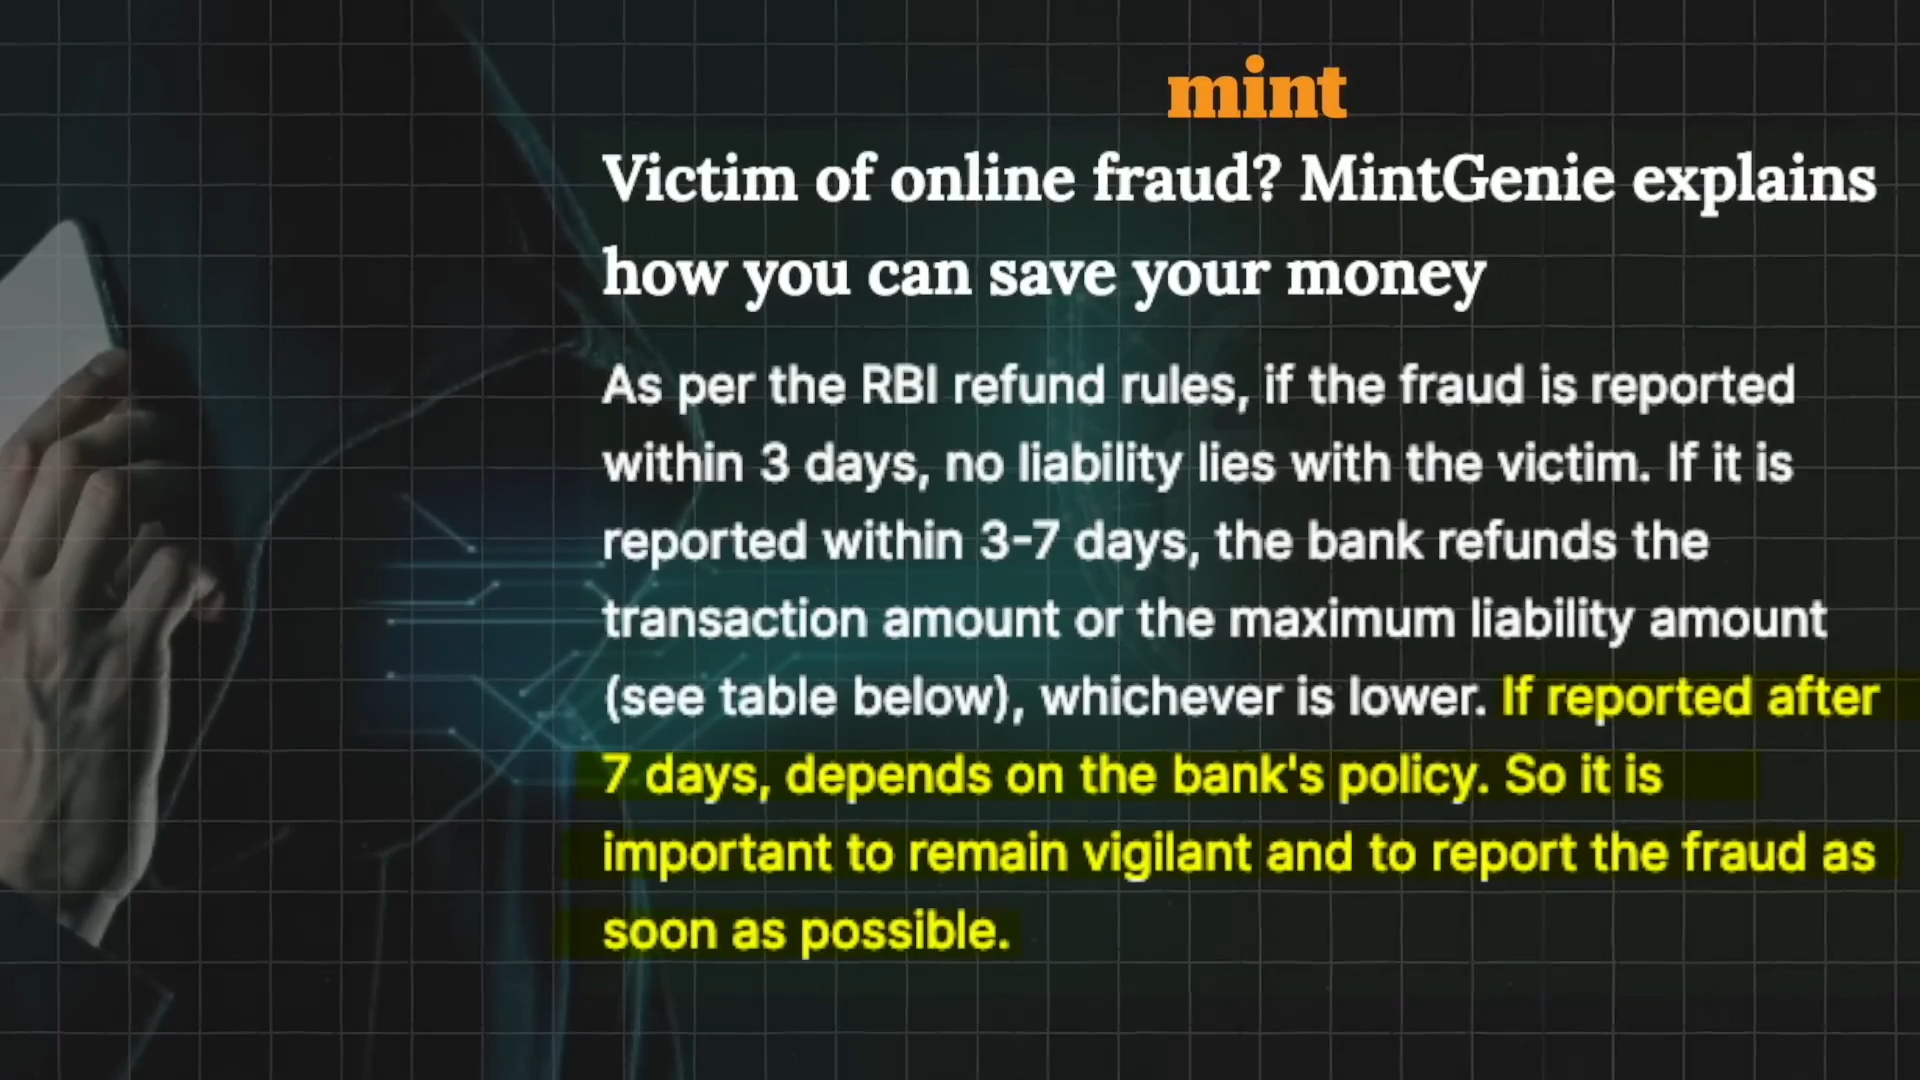 mint
Victim of online fraud? MintGenie explains
how you can save your money
As per the RBI refund rules, if the fraud is reported
within 3 days, no liability lies with the victim. If it is
reported within 3-7 days, the bank refunds the
transaction amount or the maximum liability amount
(see table below), whichever is lower. If reported after
7 days, depends on the bank's policy. So it is
important to remain vigilant and to report the fraud as
soon as possible.